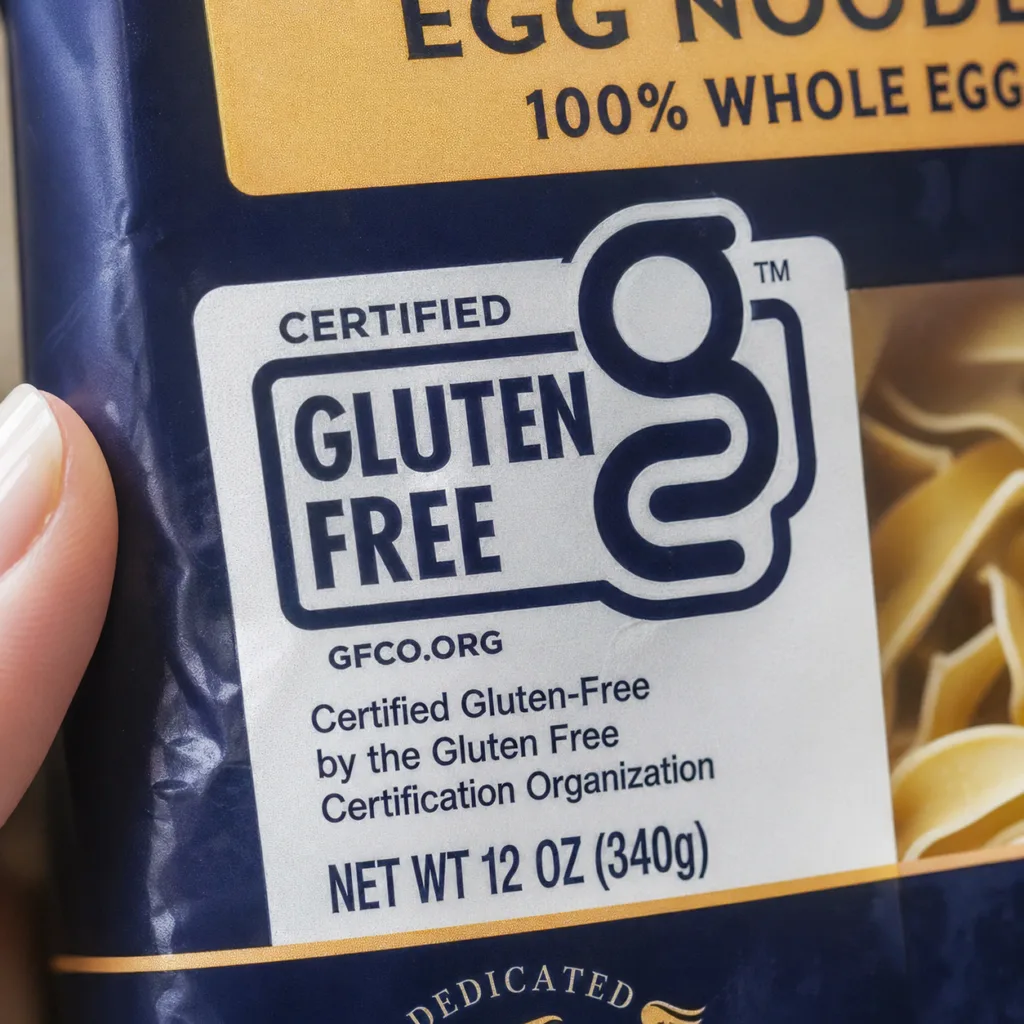 EGG NOODL
100% WHOLE EGG
CERTIFIED
GLUTEN
FREE
g
™
GFCO.ORG
Certified Gluten-Free
by the Gluten Free
Certification Organization
NET WT 12 OZ (340g)
DEDICATED